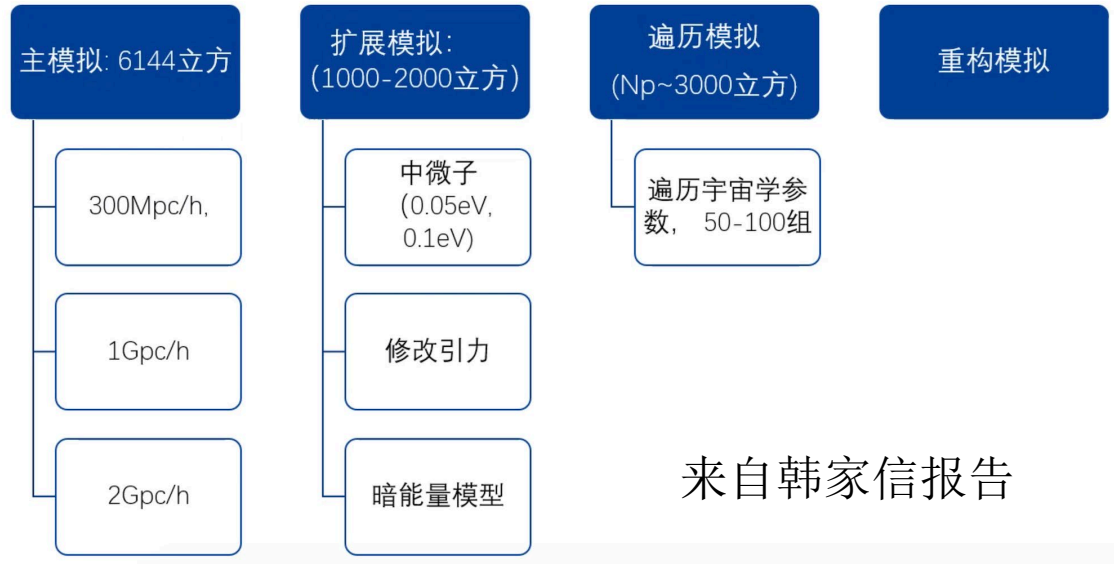 主模拟: 6144立方
300Mpc/h,
1Gpc/h
2Gpc/h
扩展模拟:
(1000-2000立方)
中微子
(0.05eV,
0.1eV)
修改引力
暗能量模型
遍历模拟
(Np~3000立方)
遍历宇宙学参
数, 50-100组
重构模拟
来自韩家信报告